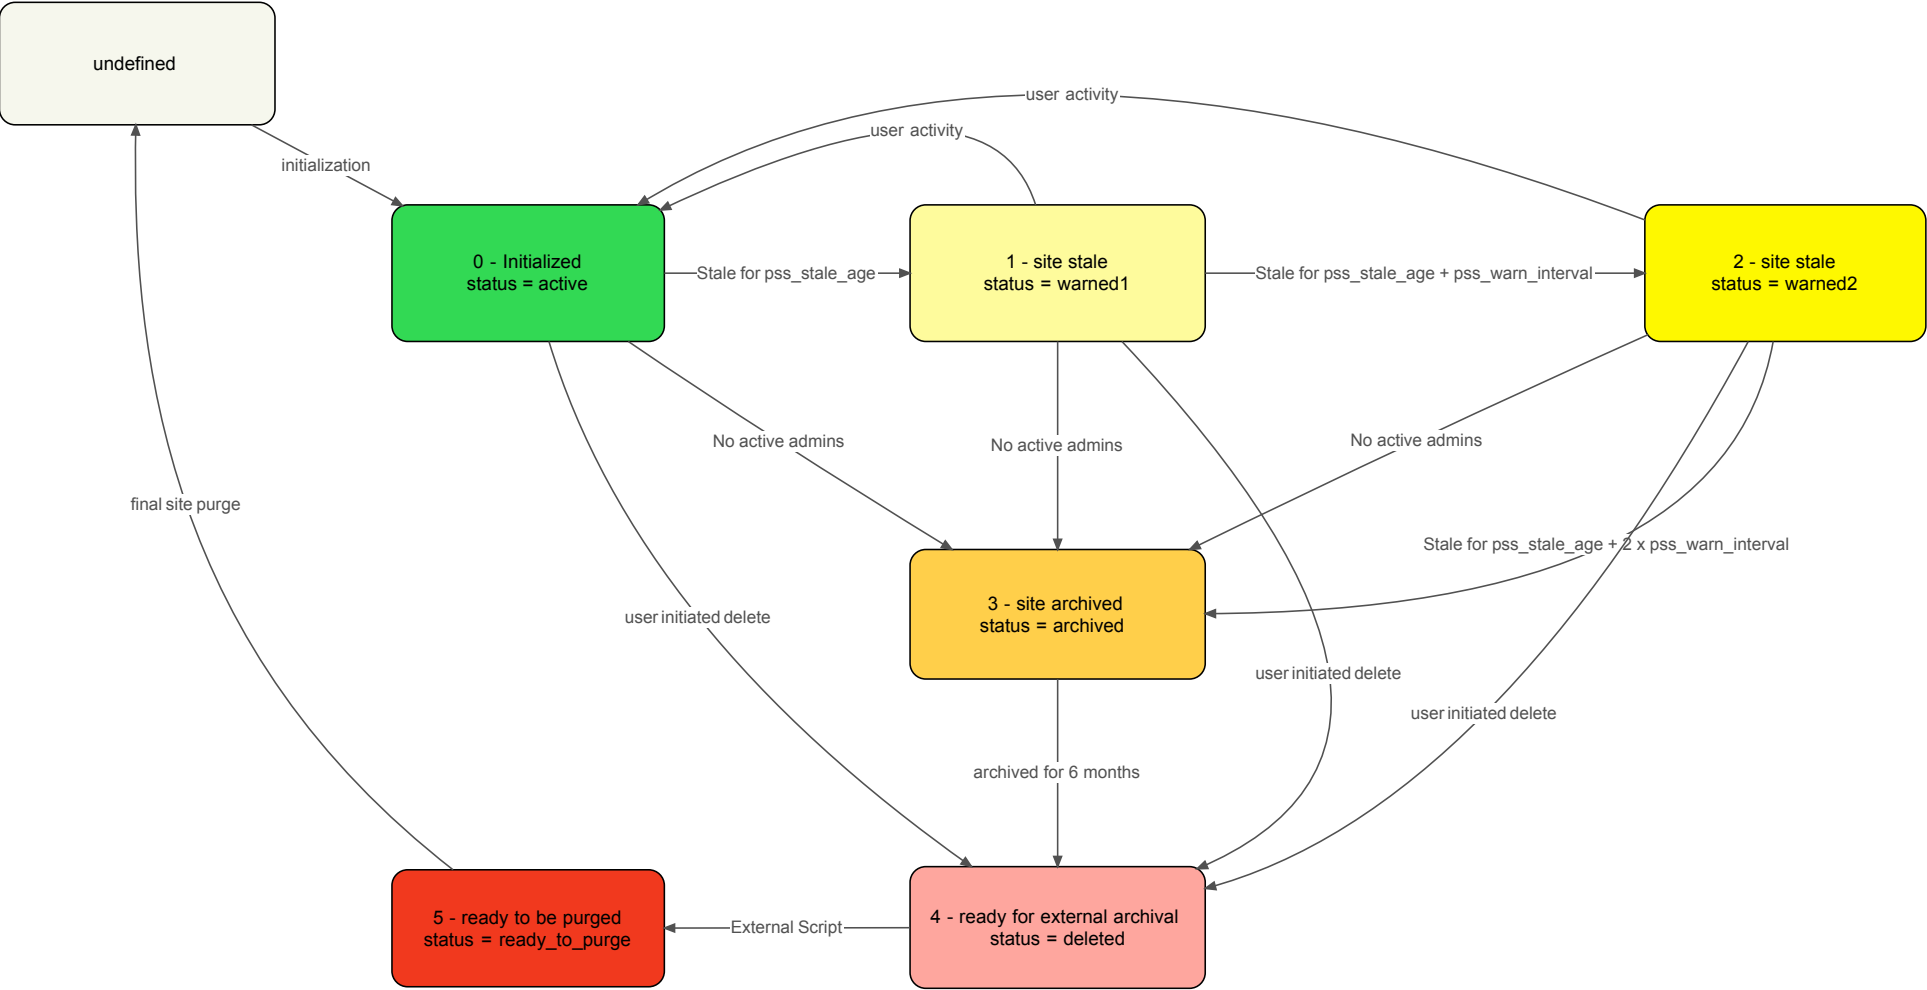 undefined
user activity
user activity
initialization
0 - Initialized
status = active
Stale for pss_stale_age
1 - site stale
status = warned1
Stale for pss_stale_age + pss_warn_interval
2 - site stale
status = warned2
No active admins
No active admins
No active admins
final site purge
Stale for pss_stale_age + 2 x pss_warn_interval
3 - site archived
status = archived
user initiated delete
user initiated delete
user initiated delete
archived for 6 months
5 - ready to be purged
status = ready_to_purge
External Script
4 - ready for external archival
status = deleted